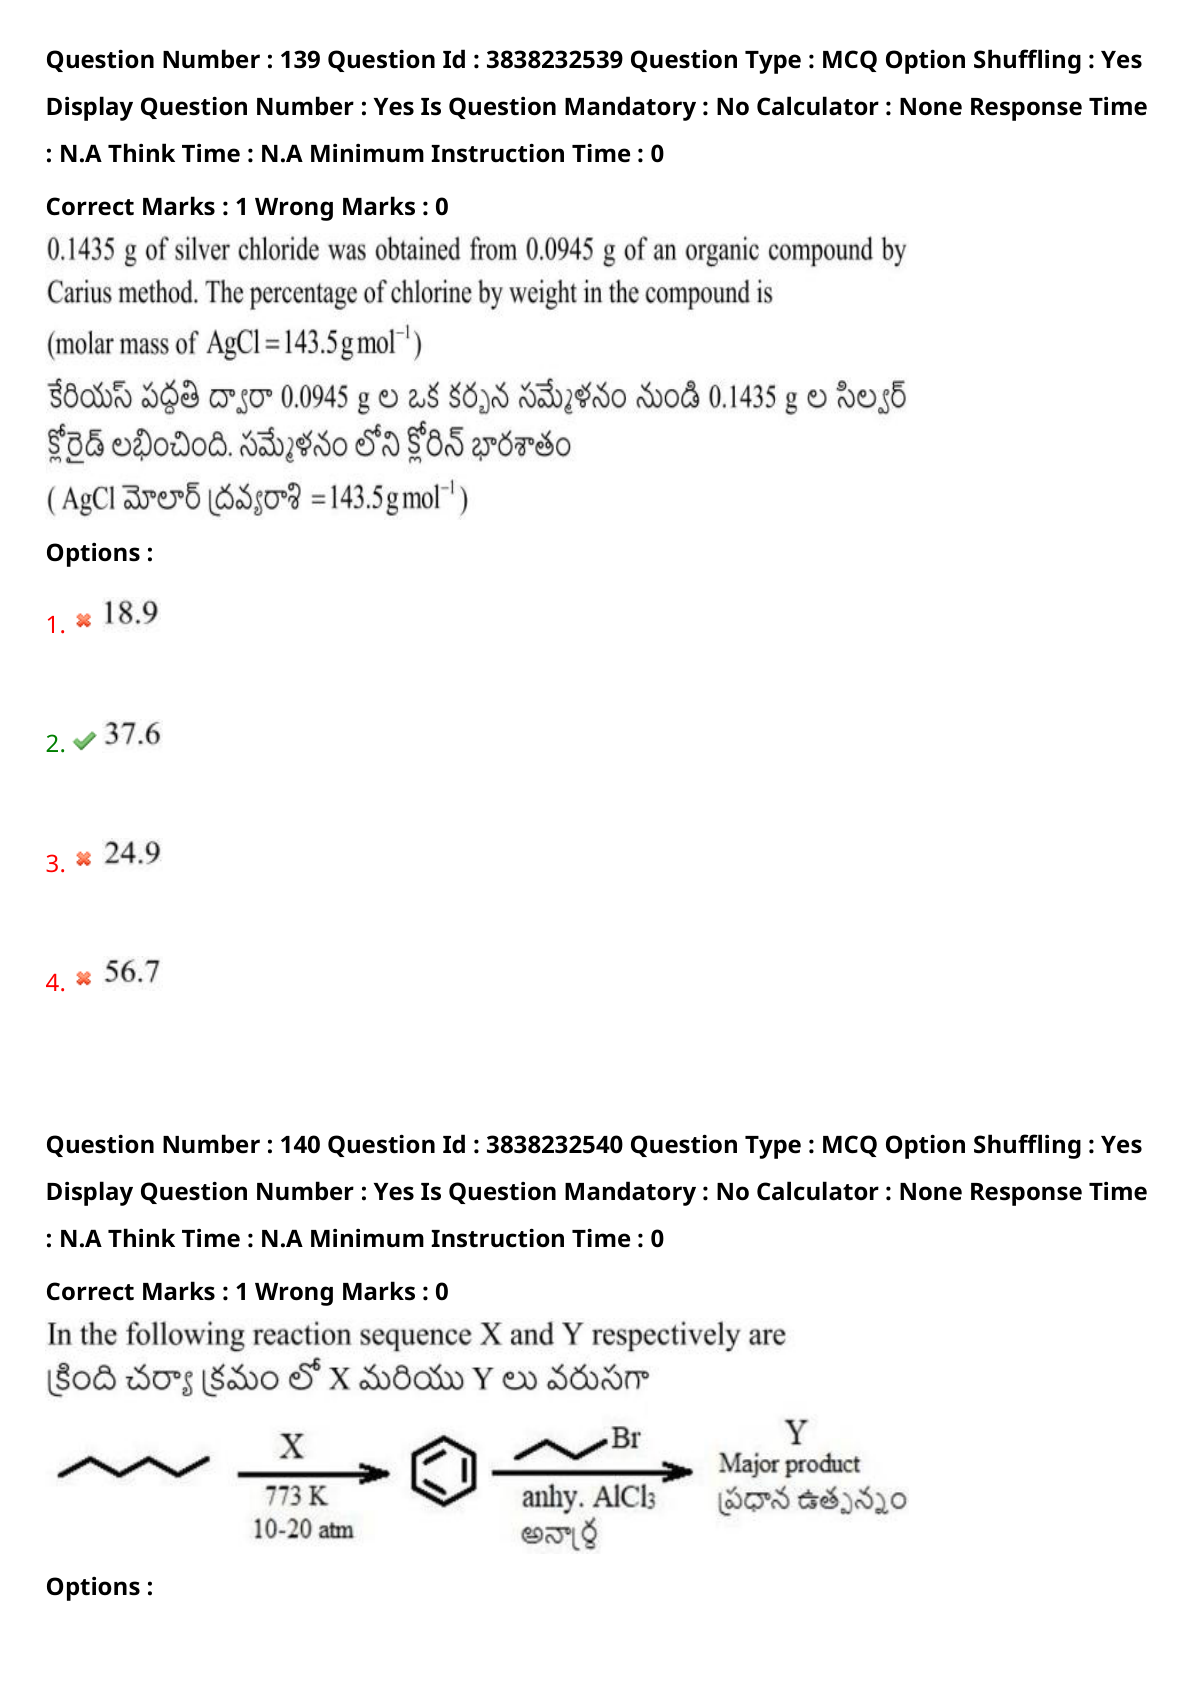 Question Number : 139 Question Id : 3838232539 Question Type : MCQ Option Shuffling : Yes
Display Question Number : Yes Is Question Mandatory : No Calculator : None Response Time
: N.A Think Time : N.A Minimum Instruction Time : 0
Correct Marks : 1 Wrong Marks : 0
0.1435 g of silver chloride was obtained from 0.0945 g of an organic compound by
Carius method. The percentage of chlorine by weight in the compound is
(molar mass of AgCl = 143.5 g mol⁻¹)
కేరియస్ పద్ధతి ద్వారా 0.0945 g ల ఒక కర్బన సమ్మేళనం నుండి 0.1435 g ల సిల్వర్
క్లోరైడ్ లభించింది. సమ్మేళనం లోని క్లోరిన్ భారశాతం
( AgCl మోలార్ ద్రవ్యరాశి = 143.5 g mol⁻¹ )
Options :
1. 18.9
2. 37.6
3. 24.9
4. 56.7
Question Number : 140 Question Id : 3838232540 Question Type : MCQ Option Shuffling : Yes
Display Question Number : Yes Is Question Mandatory : No Calculator : None Response Time
: N.A Think Time : N.A Minimum Instruction Time : 0
Correct Marks : 1 Wrong Marks : 0
In the following reaction sequence X and Y respectively are
క్రింది చర్యా క్రమం లో X మరియు Y లు వరుసగా
X
773 K
10-20 atm
Br
anhy. AlCl₃
అనార్ద్ర
Y
Major product
ప్రధాన ఉత్పన్నం
Options :